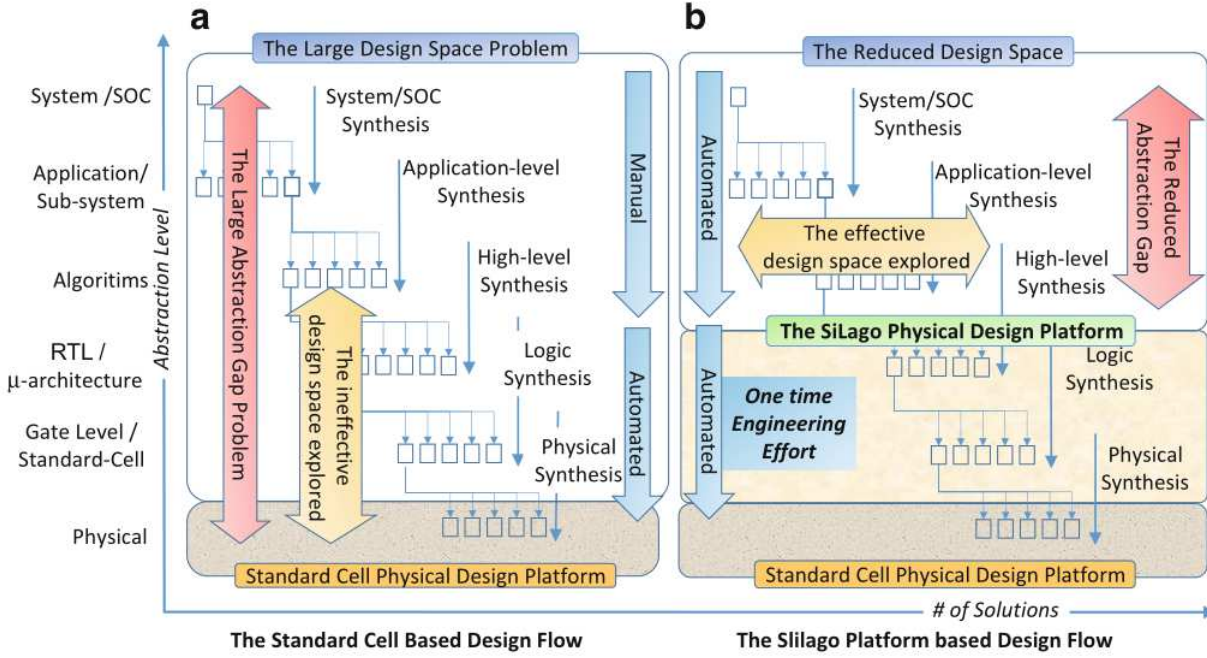 a
b
The Large Design Space Problem
The Reduced Design Space
Abstraction Level
System /SOC
Application/
Sub-system
Algoritims
RTL /
μ-architecture
Gate Level /
Standard-Cell
Physical
The Large Abstraction Gap Problem
The ineffective
design space explored
System/SOC
Synthesis
Application-level
Synthesis
High-level
Synthesis
Logic
Synthesis
Physical
Synthesis
Manual
Automated
Standard Cell Physical Design Platform
Automated
Automated
System/SOC
Synthesis
Application-level
Synthesis
The effective
design space explored
High-level
Synthesis
The Reduced
Abstraction Gap
The SiLago Physical Design Platform
Logic
Synthesis
One time
Engineering
Effort
Physical
Synthesis
Standard Cell Physical Design Platform
# of Solutions
The Standard Cell Based Design Flow
The Slilago Platform based Design Flow